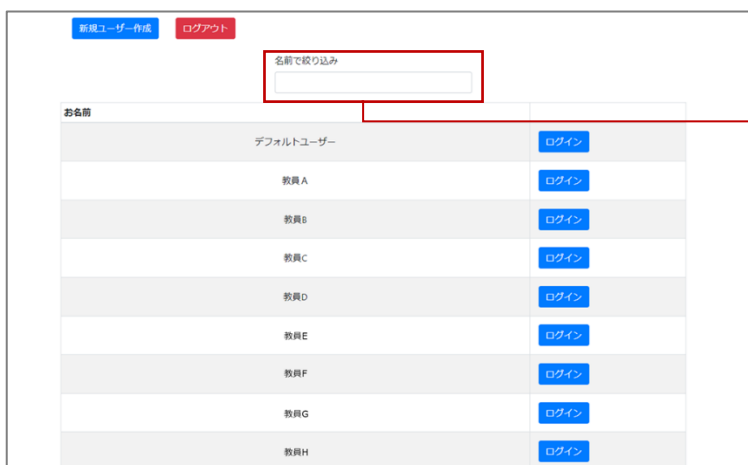 新規ユーザー作成 ログアウト
名前で絞り込み
お名前
デフォルトユーザー ログイン
教員A ログイン
教員B ログイン
教員C ログイン
教員D ログイン
教員E ログイン
教員F ログイン
教員G ログイン
教員H ログイン